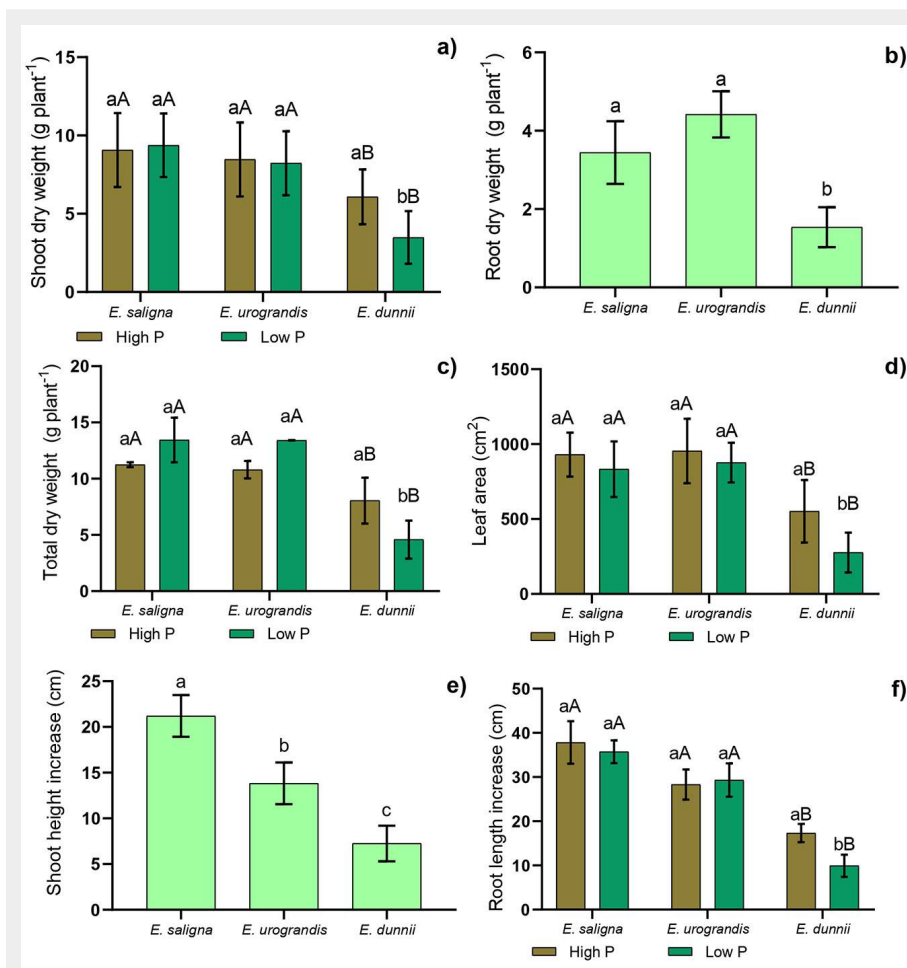 a)
Shoot dry weight (g plant-1)
15
10
5
0
aA aA aA aA aB bB
E. saligna E. urograndis E. dunnii
High P Low P
b)
Root dry weight (g plant-1)
6
4
2
0
a a b
E. saligna E. urograndis E. dunnii
c)
Total dry weight (g plant-1)
20
15
10
5
0
aA aA aA aA aB bB
E. saligna E. urograndis E. dunnii
High P Low P
d)
Leaf area (cm2)
1500
1000
500
0
aA aA aA aA aB bB
E. saligna E. urograndis E. dunnii
High P Low P
e)
Shoot height increase (cm)
25
20
15
10
5
0
a b c
E. saligna E. urograndis E. dunnii
f)
Root length increase (cm)
50
40
30
20
10
0
aA aA aA aA aB bB
E. saligna E. urograndis E. dunnii
High P Low P